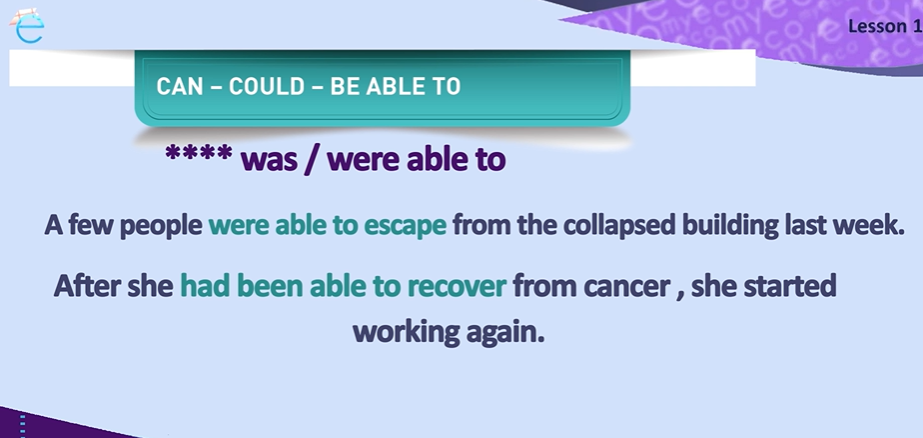 Lesson 1
CAN – COULD – BE ABLE TO
**** was / were able to
A few people were able to escape from the collapsed building last week.
After she had been able to recover from cancer , she started
working again.